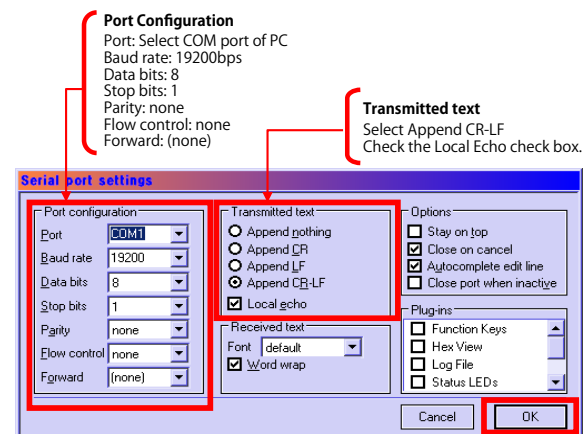 Port Configuration
Port: Select COM port of PC
Baud rate: 19200bps
Data bits: 8
Stop bits: 1
Parity: none
Flow control: none
Forward: (none)
Transmitted text
Select Append CR-LF
Check the Local Echo check box.
Serial port settings
Port configuration
Port COM1
Baud rate 19200
Data bits 8
Stop bits 1
Parity none
Flow control none
Forward (none)
Transmitted text
Append nothing
Append CR
Append LF
Append CR-LF
Local echo
Received text
Font default
Word wrap
Options
Stay on top
Close on cancel
Autocomplete edit line
Close port when inactive
Plug-ins
Function Keys
Hex View
Log File
Status LEDs
Cancel
OK